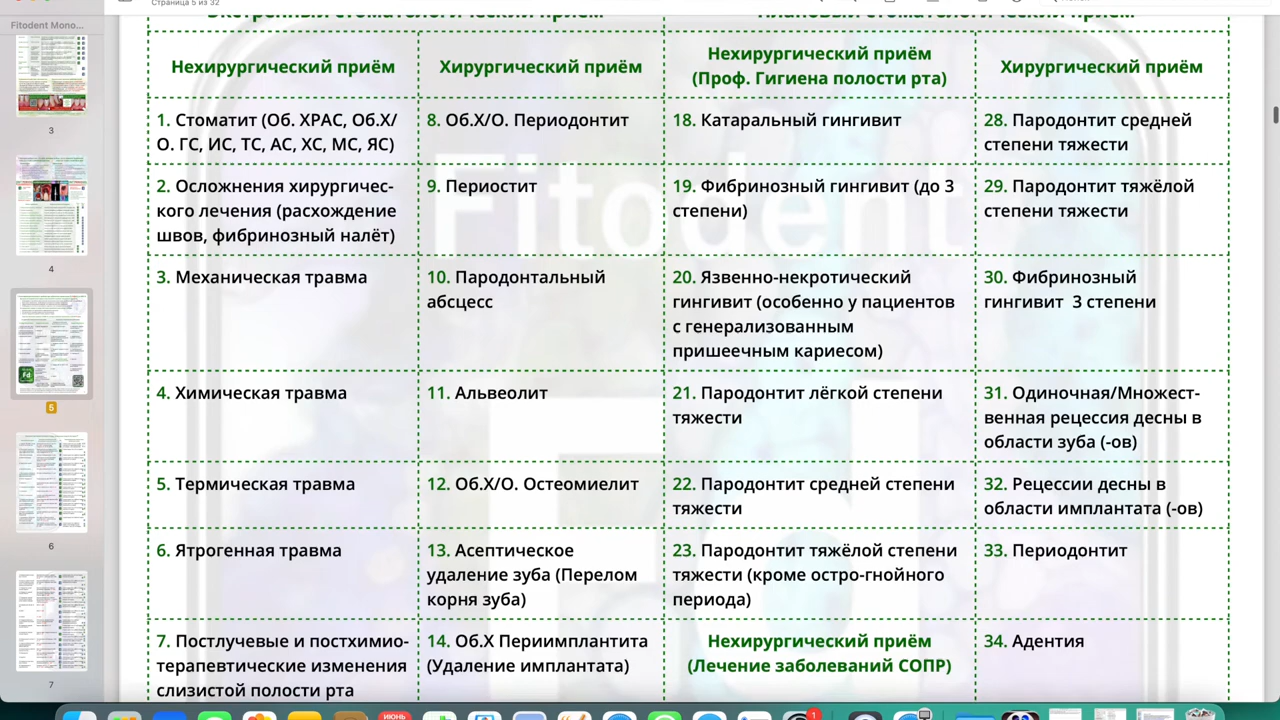 Страница 5 из 32
Fitodent Mono...
Нехирургический приём
Хирургический приём
Нехирургический приём
(Проф. Гигиена полости рта)
Хирургический приём
1. Стоматит (Об. ХРАС, Об.Х/
О. ГС, ИС, ТС, АС, ХС, МС, ЯС)
8. Об.Х/О. Периодонтит
18. Катаральный гингивит
28. Пародонтит средней
степени тяжести
2. Осложнения хирургичес-
кого лечения (расхождение
швов, фибринозный налёт)
9. Периостит
19. Фибринозный гингивит (до 3
степени)
29. Пародонтит тяжёлой
степени тяжести
3. Механическая травма
10. Пародонтальный
абсцесс
20. Язвенно-некротический
гингивит (особенно у пациентов
с генерализованным
пришеечным кариесом)
30. Фибринозный
гингивит 3 степени
4. Химическая травма
11. Альвеолит
21. Пародонтит лёгкой степени
тяжести
31. Одиночная/Множест-
венная рецессия десны в
области зуба (-ов)
5. Термическая травма
12. Об.Х/О. Остеомиелит
22. Пародонтит средней степени
тяжести
32. Рецессии десны в
области имплантата (-ов)
6. Ятрогенная травма
13. Асептическое
зуба (Перелом
23. Пародонтит тяжёлой степени
тяжести (кроме остро-гнойного
периода)
33. Периодонтит
7.
терапевтические изменения
слизистой полости рта
14.
(Удаление имплантата)
Нехирургический приём
(Лечение заболеваний СОПР)
34. Адентия
3
4
5
6
7
Fd
ИЮНЬ
1